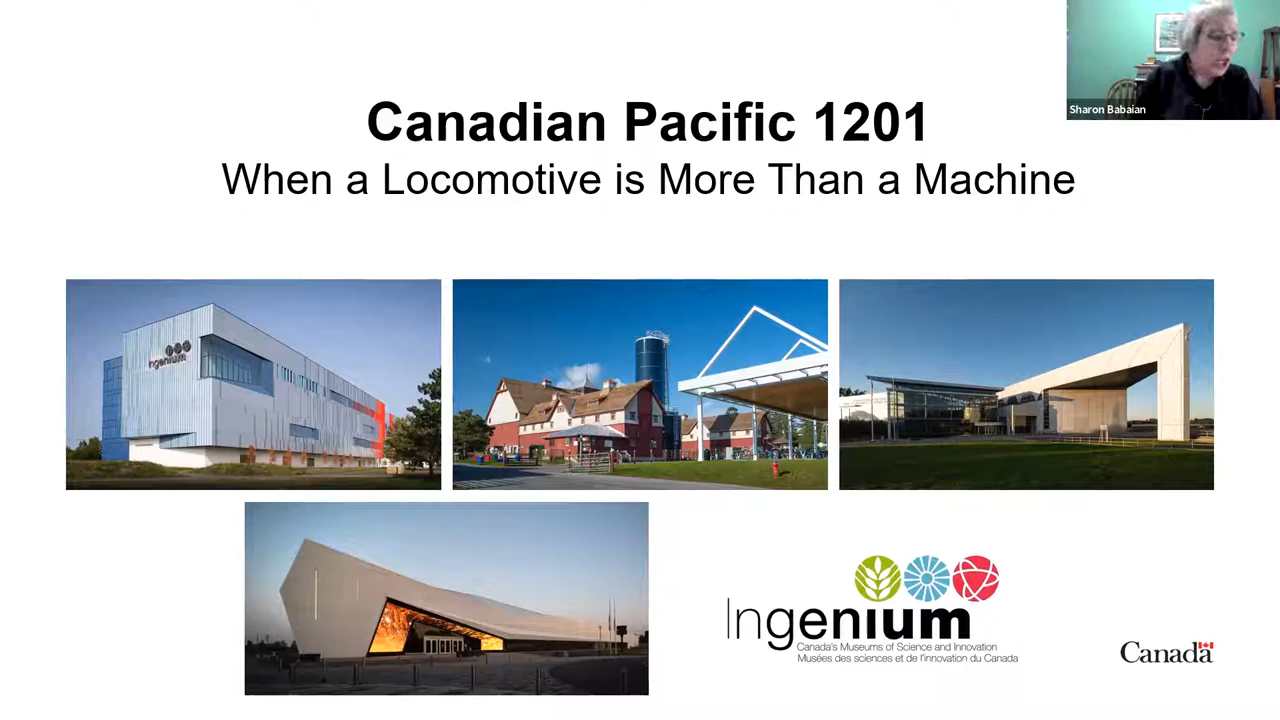 Sharon Babaian
Canadian Pacific 1201
When a Locomotive is More Than a Machine
Ingenium
Ingenium
Canada's Museums of Science and Innovation
Musées des sciences et de l'innovation du Canada
Canada